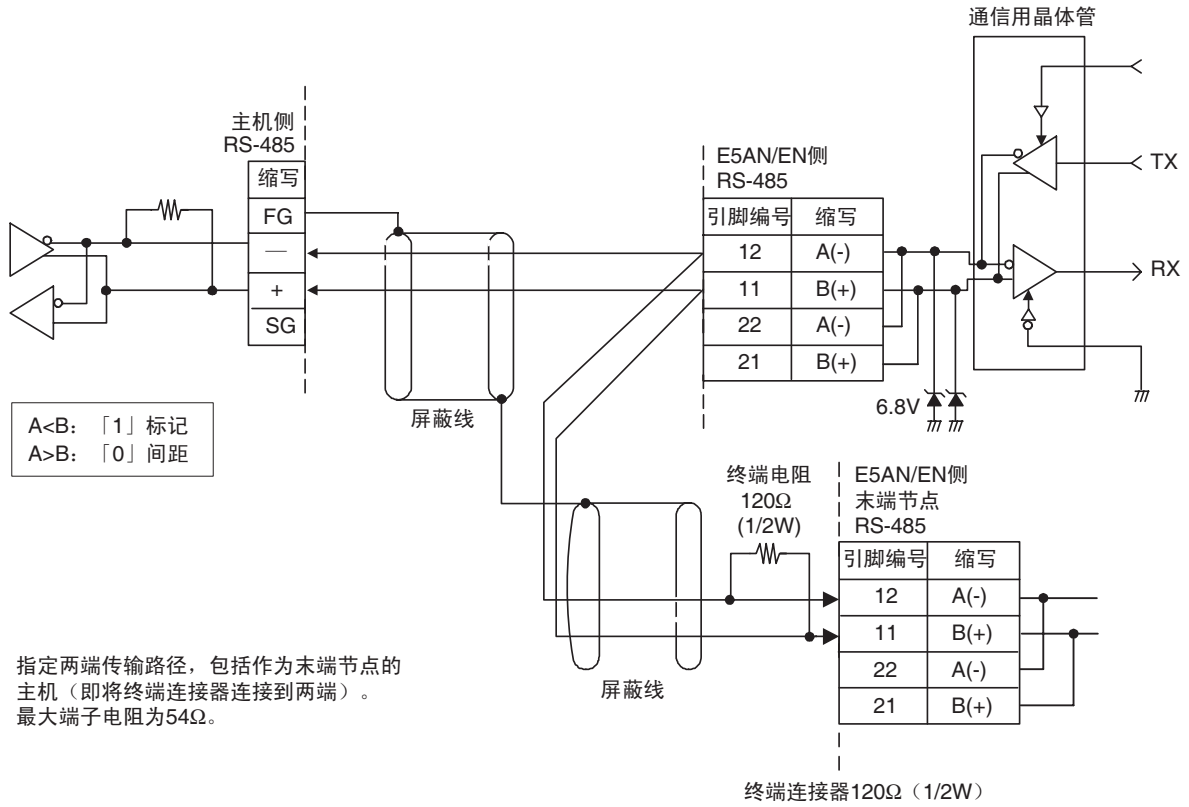 通信用晶体管
TX
RX
主机侧
RS-485
缩写
FG
—
+
SG
A<B：「1」标记
A>B：「0」间距
屏蔽线
E5AN/EN侧
RS-485
引脚编号 缩写
12 A(-)
11 B(+)
22 A(-)
21 B(+)
6.8V
终端电阻
120Ω
(1/2W)
屏蔽线
E5AN/EN侧
末端节点
RS-485
引脚编号 缩写
12 A(-)
11 B(+)
22 A(-)
21 B(+)
指定两端传输路径，包括作为末端节点的
主机（即将终端连接器连接到两端）。
最大端子电阻为54Ω。
终端连接器120Ω（1/2W）